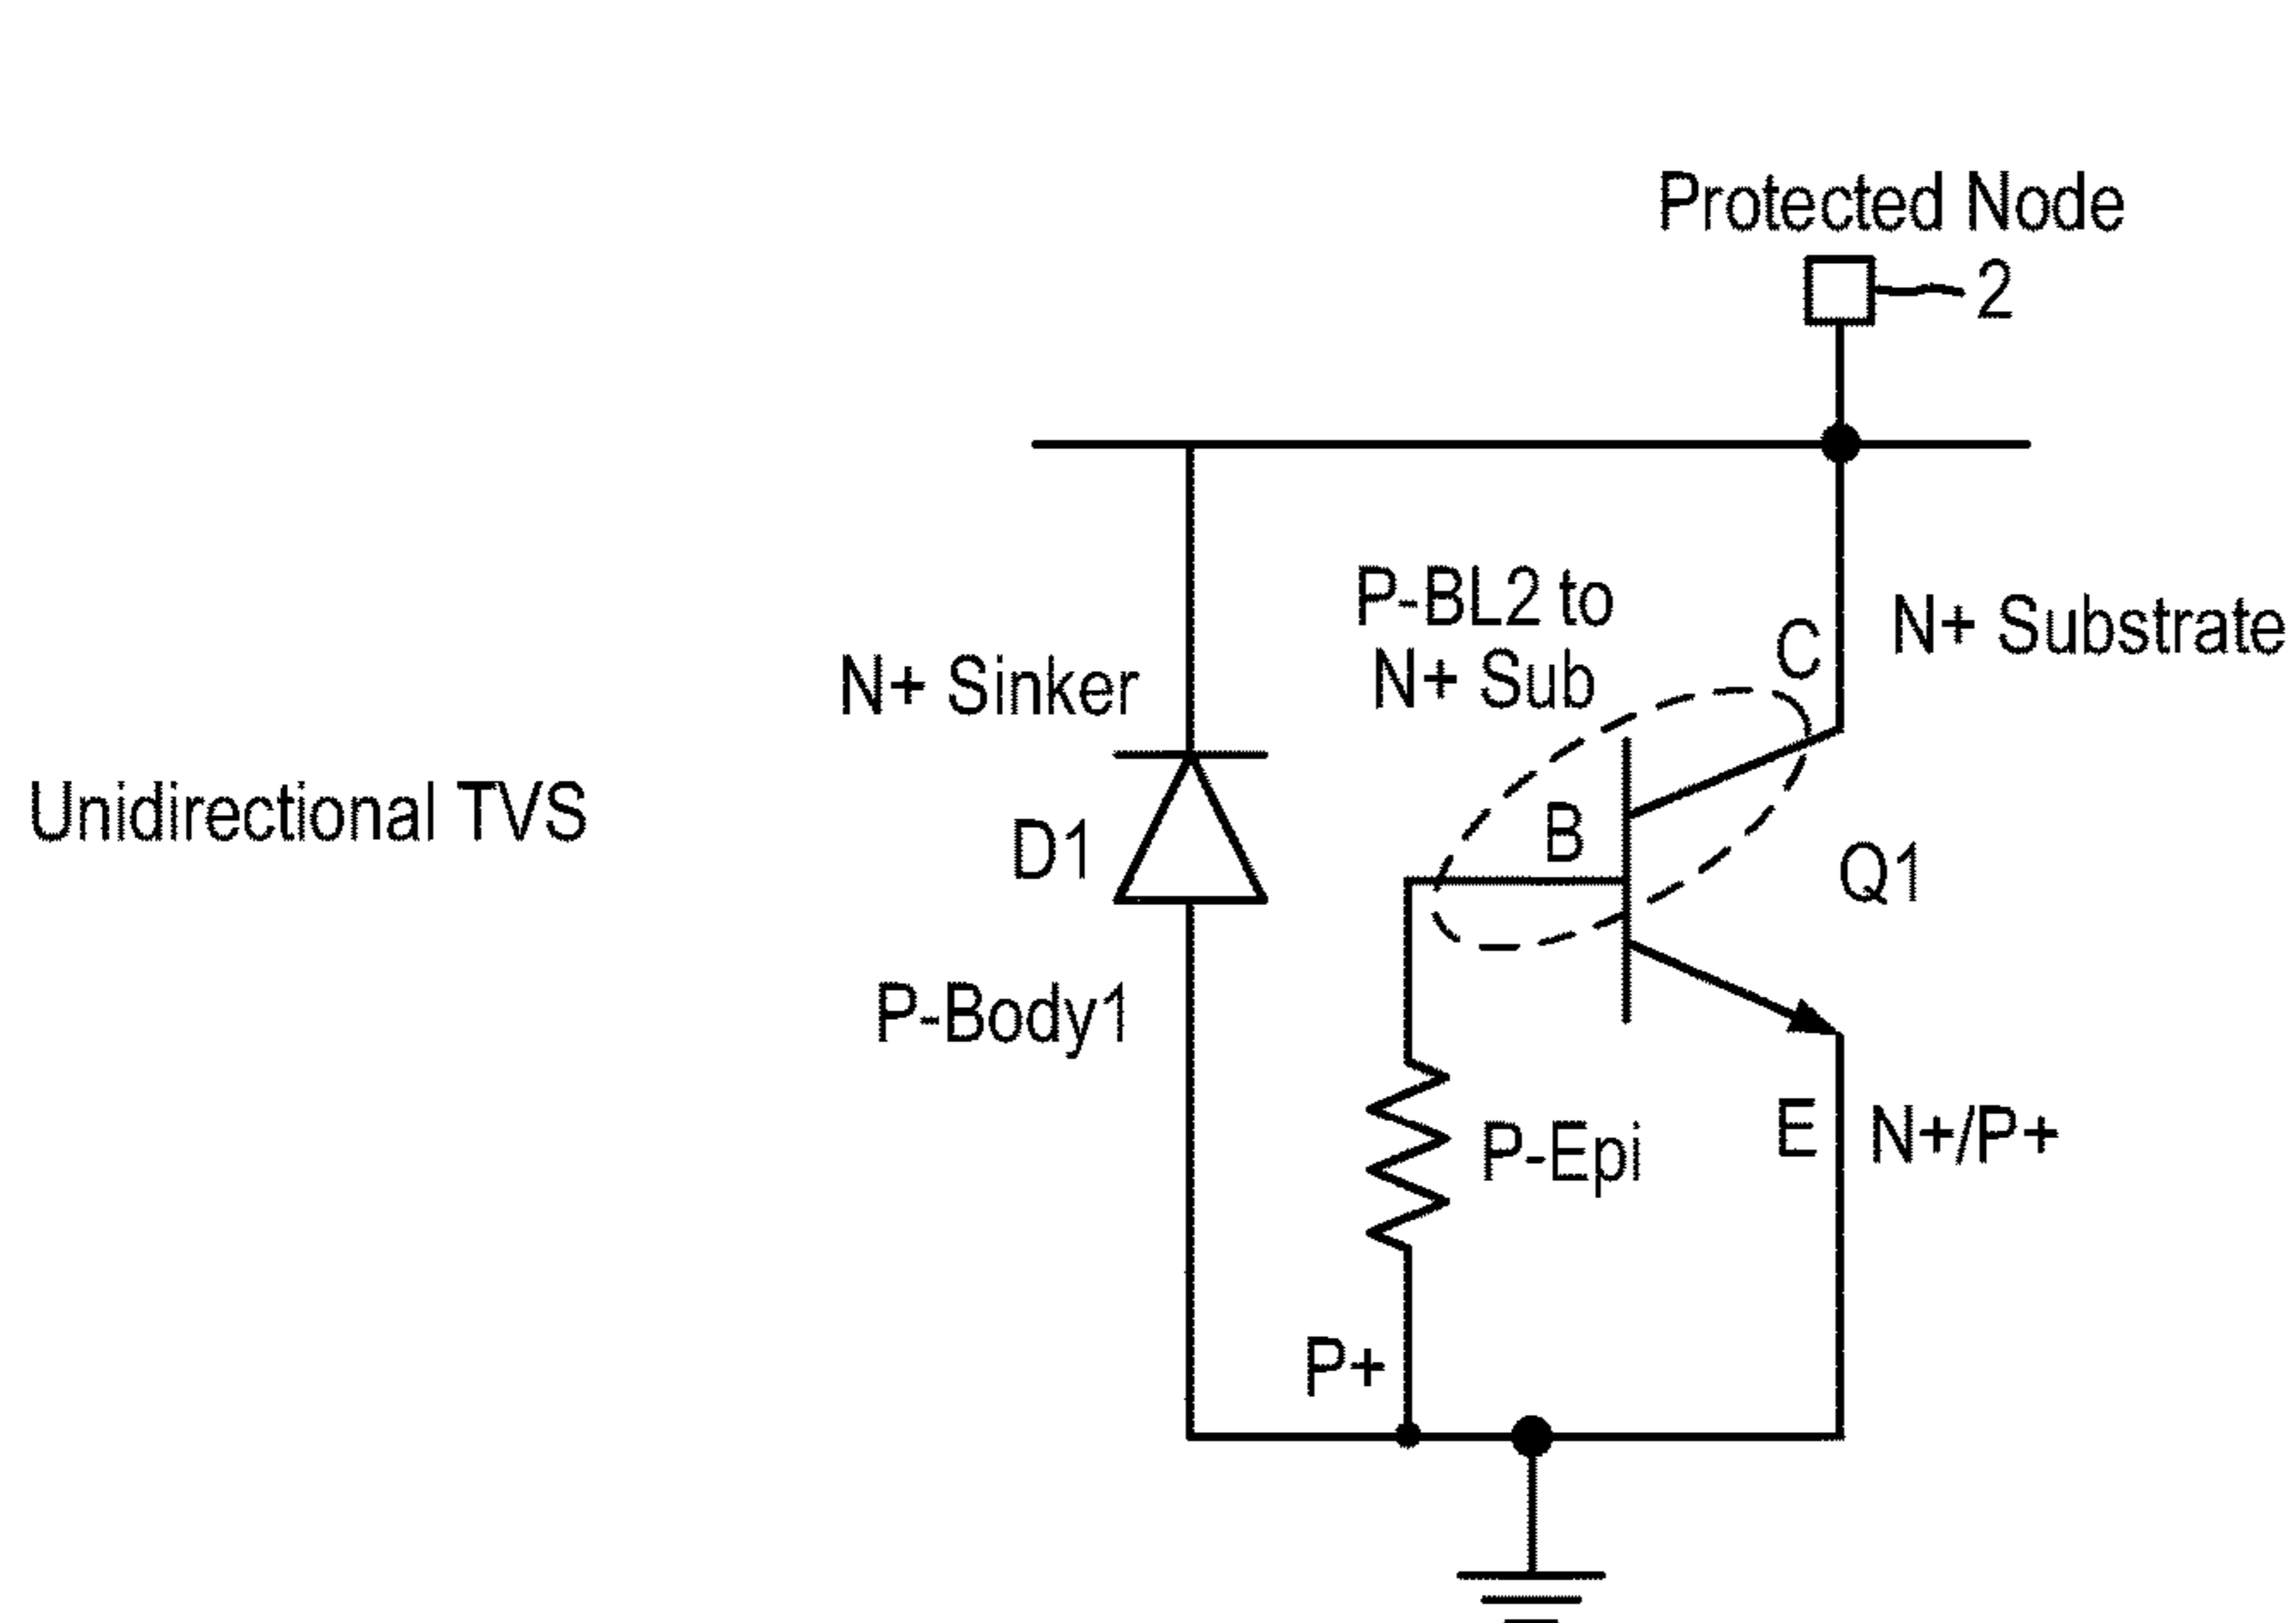 Protected Node
2
P-BL2 to
N+ Sub
C
N+ Substrate
N+ Sinker
Unidirectional TVS
D1
B
Q1
P-Body1
P-Epi
E
N+/P+
P+